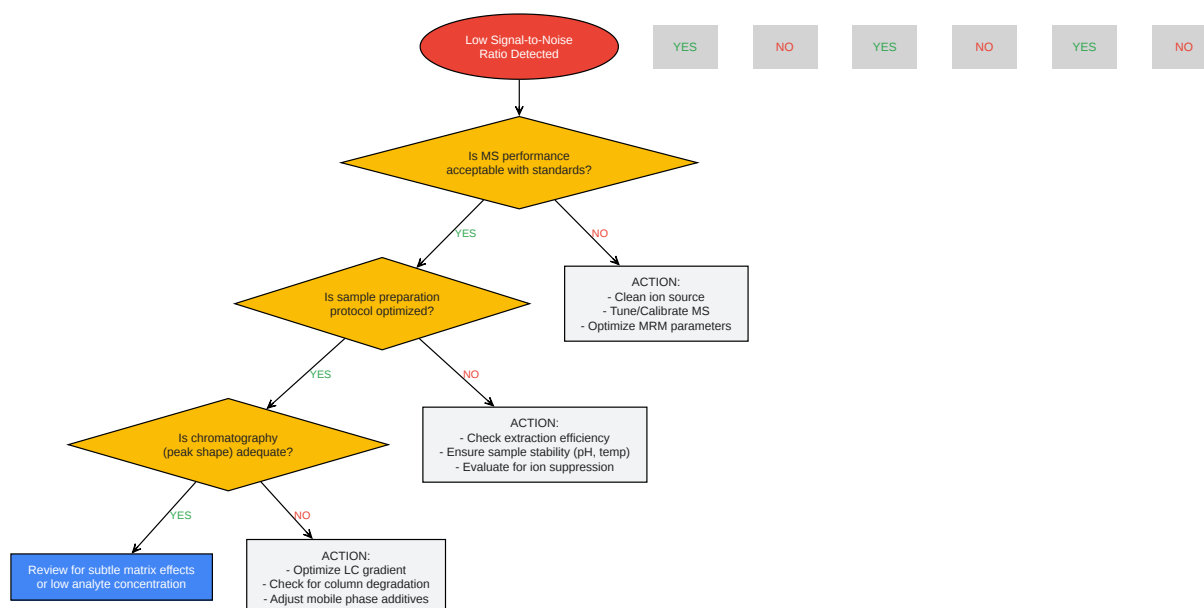 Low Signal-to-Noise
Ratio Detected
YES
NO
YES
NO
YES
NO
Is MS performance
acceptable with standards?
YES
NO
Is sample preparation
protocol optimized?
ACTION:
- Clean ion source
- Tune/Calibrate MS
- Optimize MRM parameters
YES
NO
Is chromatography
(peak shape) adequate?
ACTION:
- Check extraction efficiency
- Ensure sample stability (pH, temp)
- Evaluate for ion suppression
YES
NO
Review for subtle matrix effects
or low analyte concentration
ACTION:
- Optimize LC gradient
- Check for column degradation
- Adjust mobile phase additives